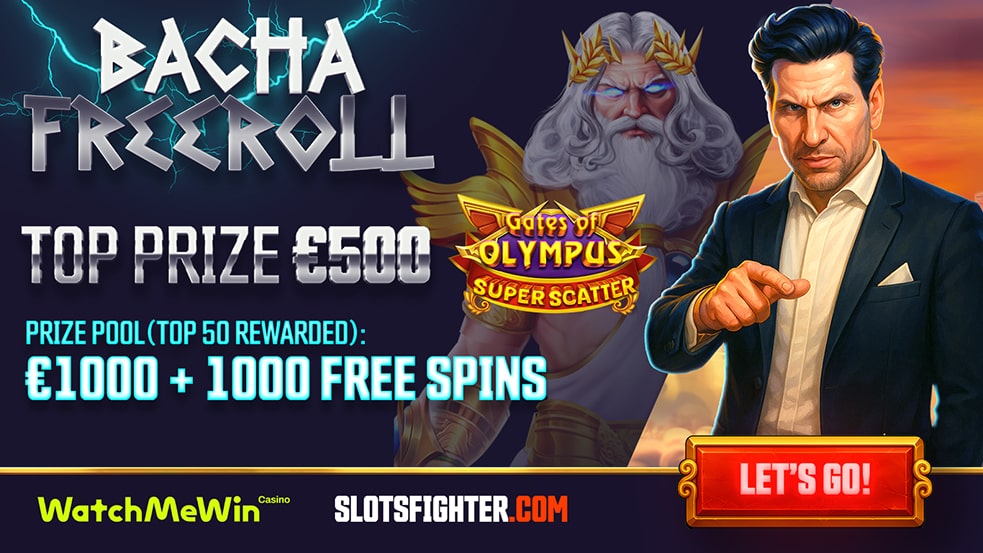 BACHA
FREEROLL
TOP PRIZE €500
Gates of
OLYMPUS
SUPER SCATTER
PRIZE POOL (TOP 50 REWARDED):
€1000 + 1000 FREE SPINS
LET'S GO!
WatchMeWin Casino
SLOTSFIGHTER.COM